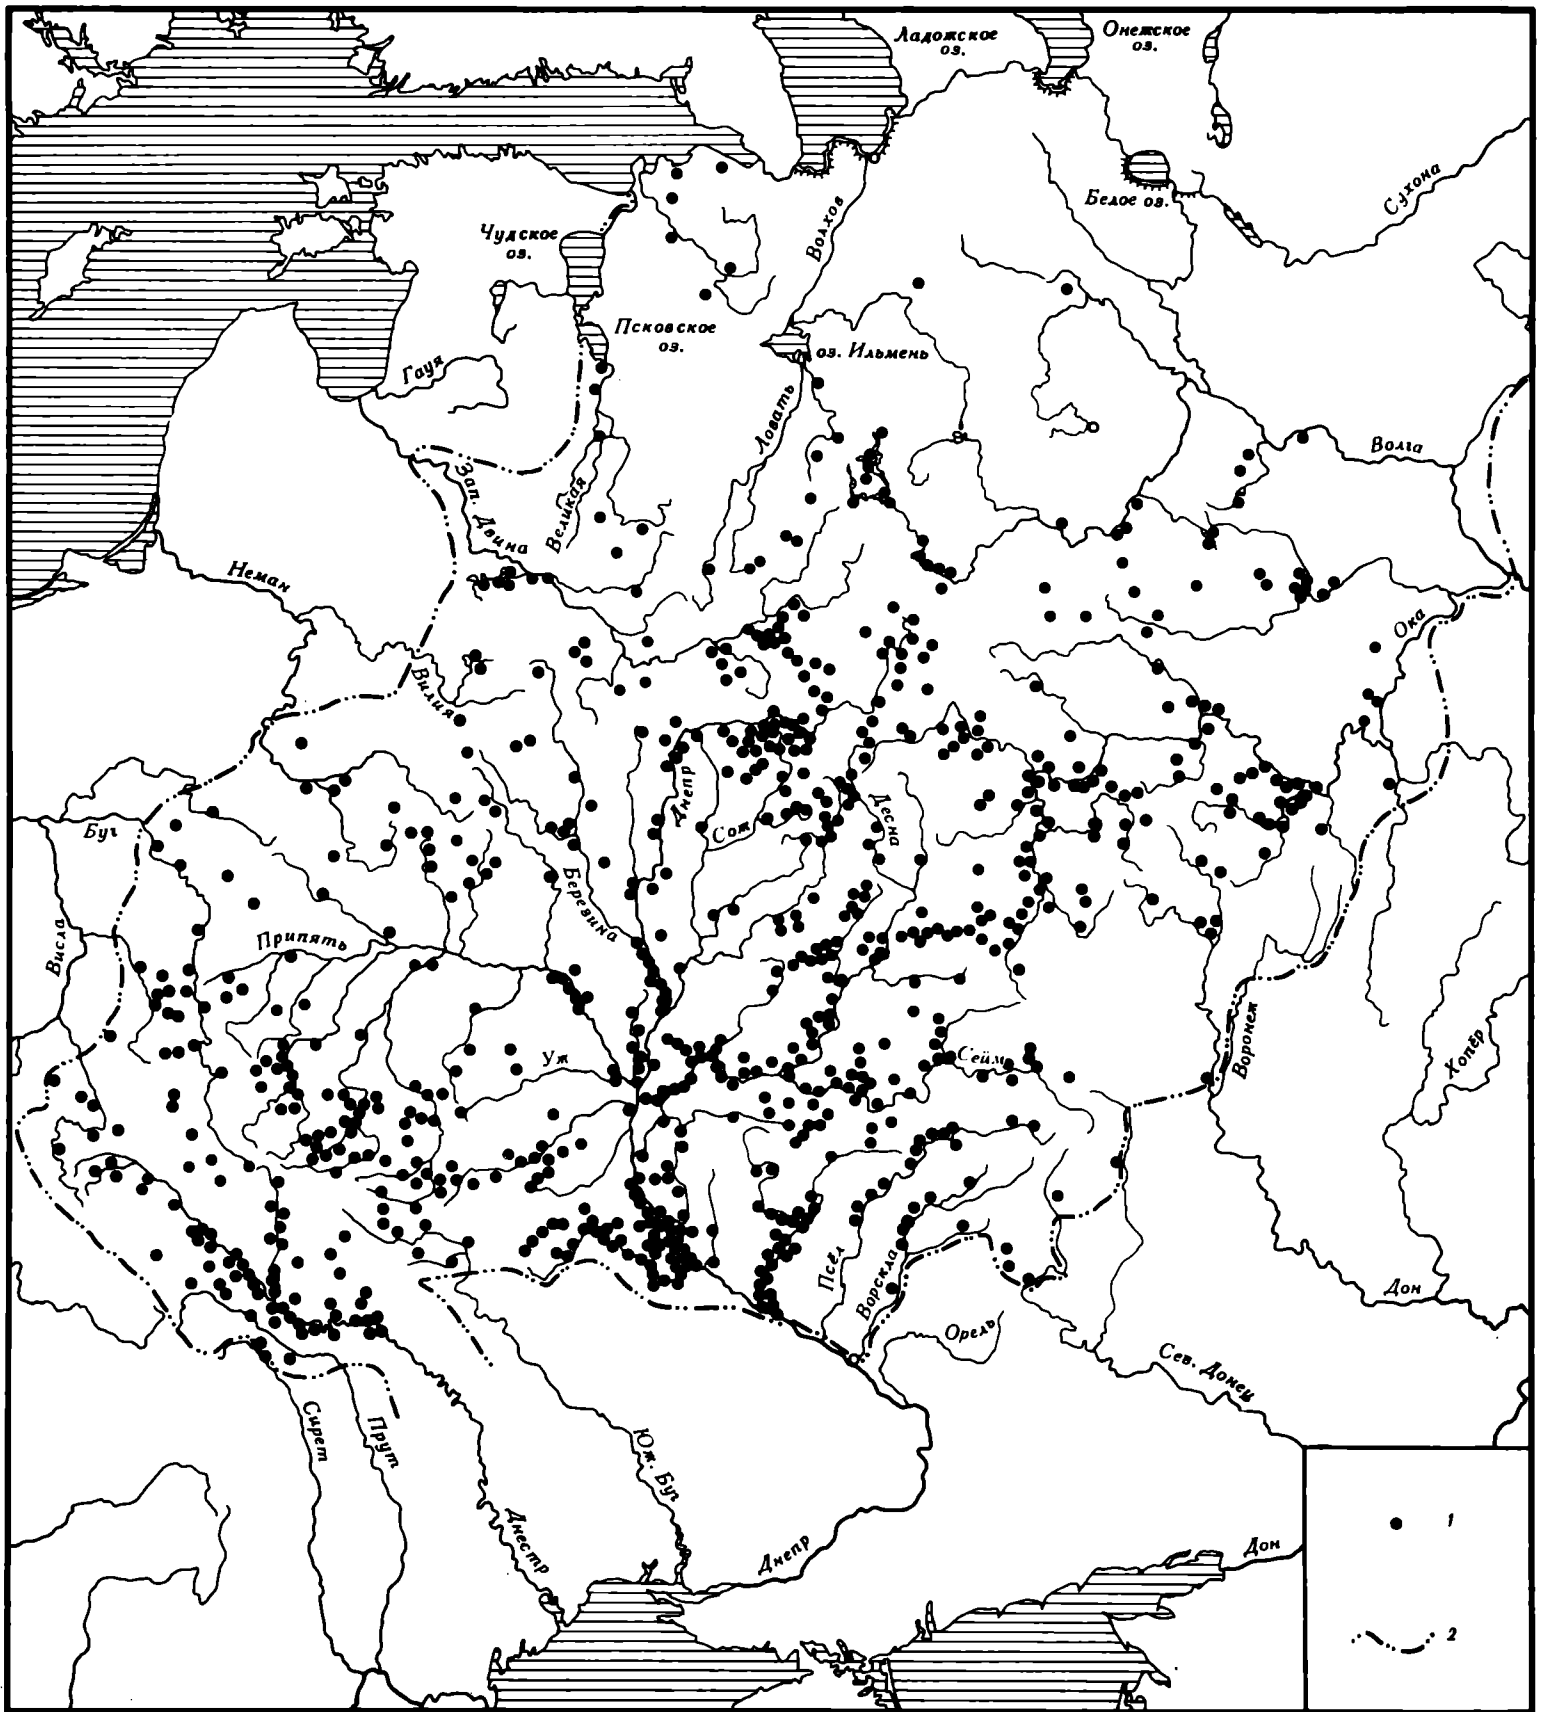 Ладожское
оз.
Онежское
оз.
Белое оз.
Сухона
Чудское
оз.
Волхов
Псковское
оз.
оз. Ильмень
Гауя
Ловать
Волга
Зап. Двина
Великая
Неман
Ока
Вилия
Днепр
Десна
Сож
Буг
Березина
Висла
Припять
Воронеж
Хопёр
Уж
Сейм
Псёл
Ворскла
Орель
Дон
Сев. Донец
Сирет
Прут
Юж. Буг
Днестр
Днепр
Дон
1
2